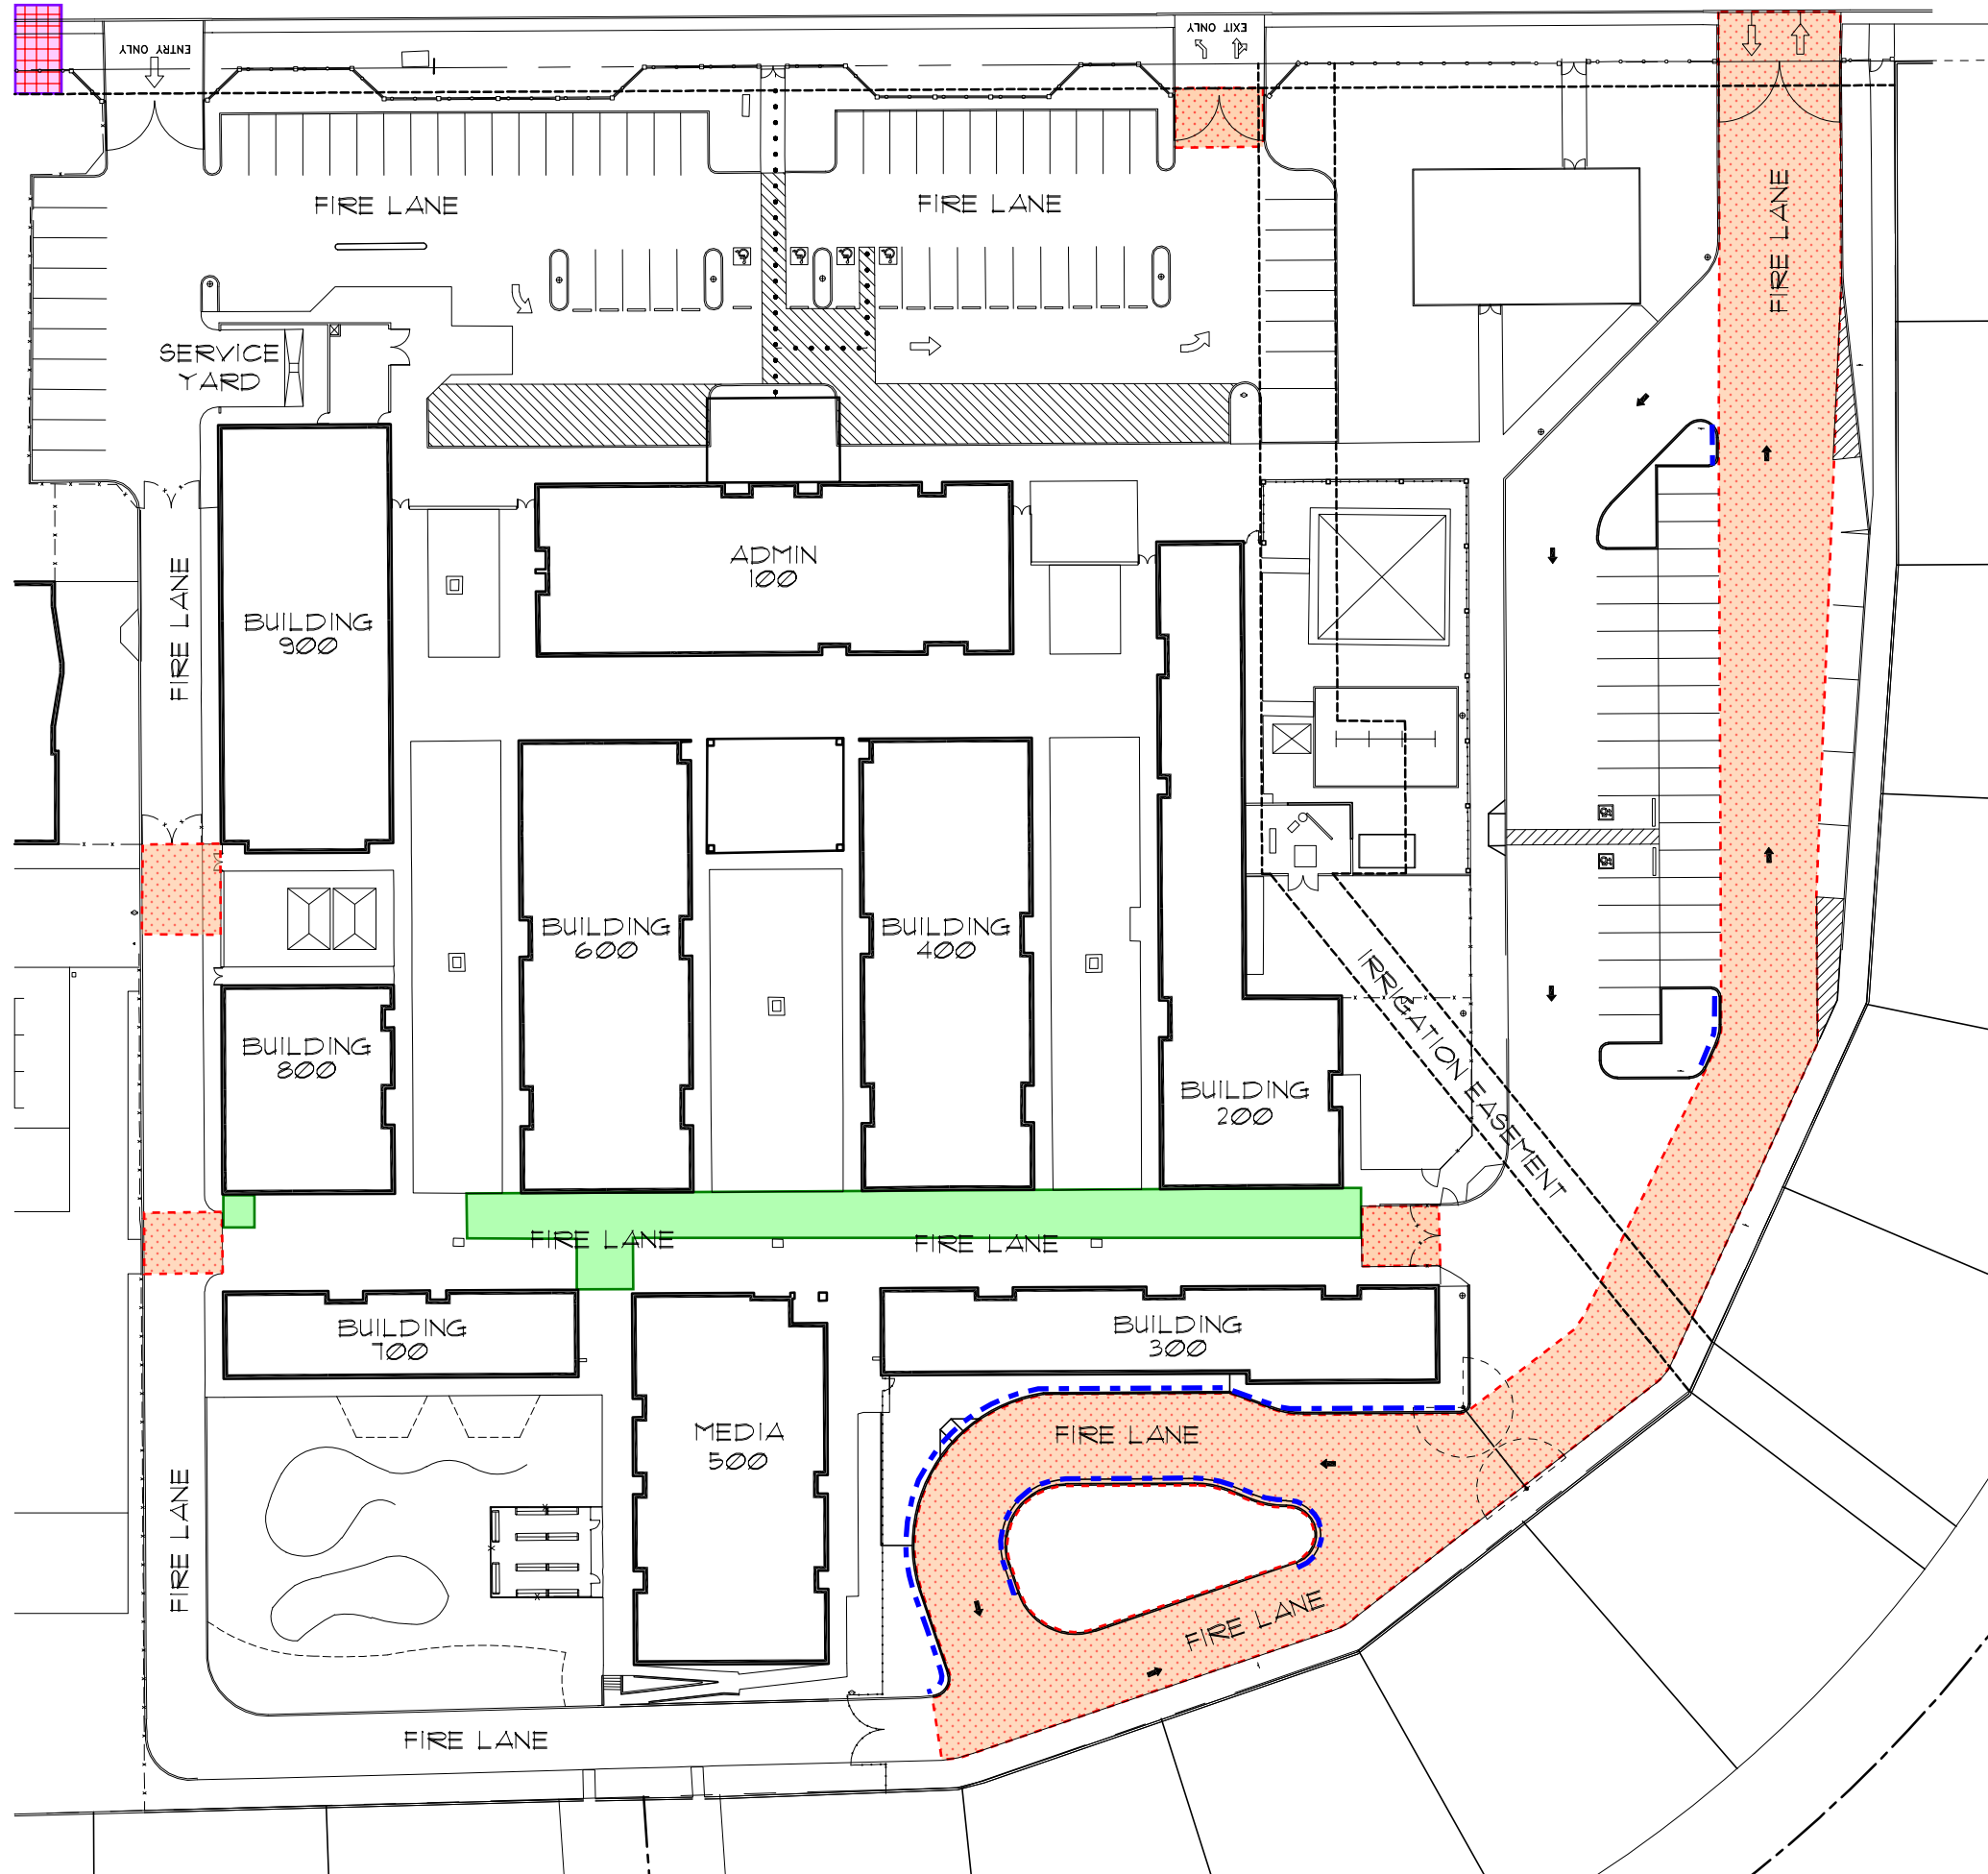 ENTRY ONLY
EXIT ONLY
FIRE LANE
FIRE LANE
FIRE LANE
SERVICE
YARD
ADMIN
100
FIRE LANE
BUILDING
900
BUILDING
600
BUILDING
400
IRRIGATION EASEMENT
BUILDING
800
BUILDING
200
FIRE LANE
FIRE LANE
BUILDING
700
BUILDING
300
MEDIA
500
FIRE LANE
FIRE LANE
FIRE LANE
FIRE LANE